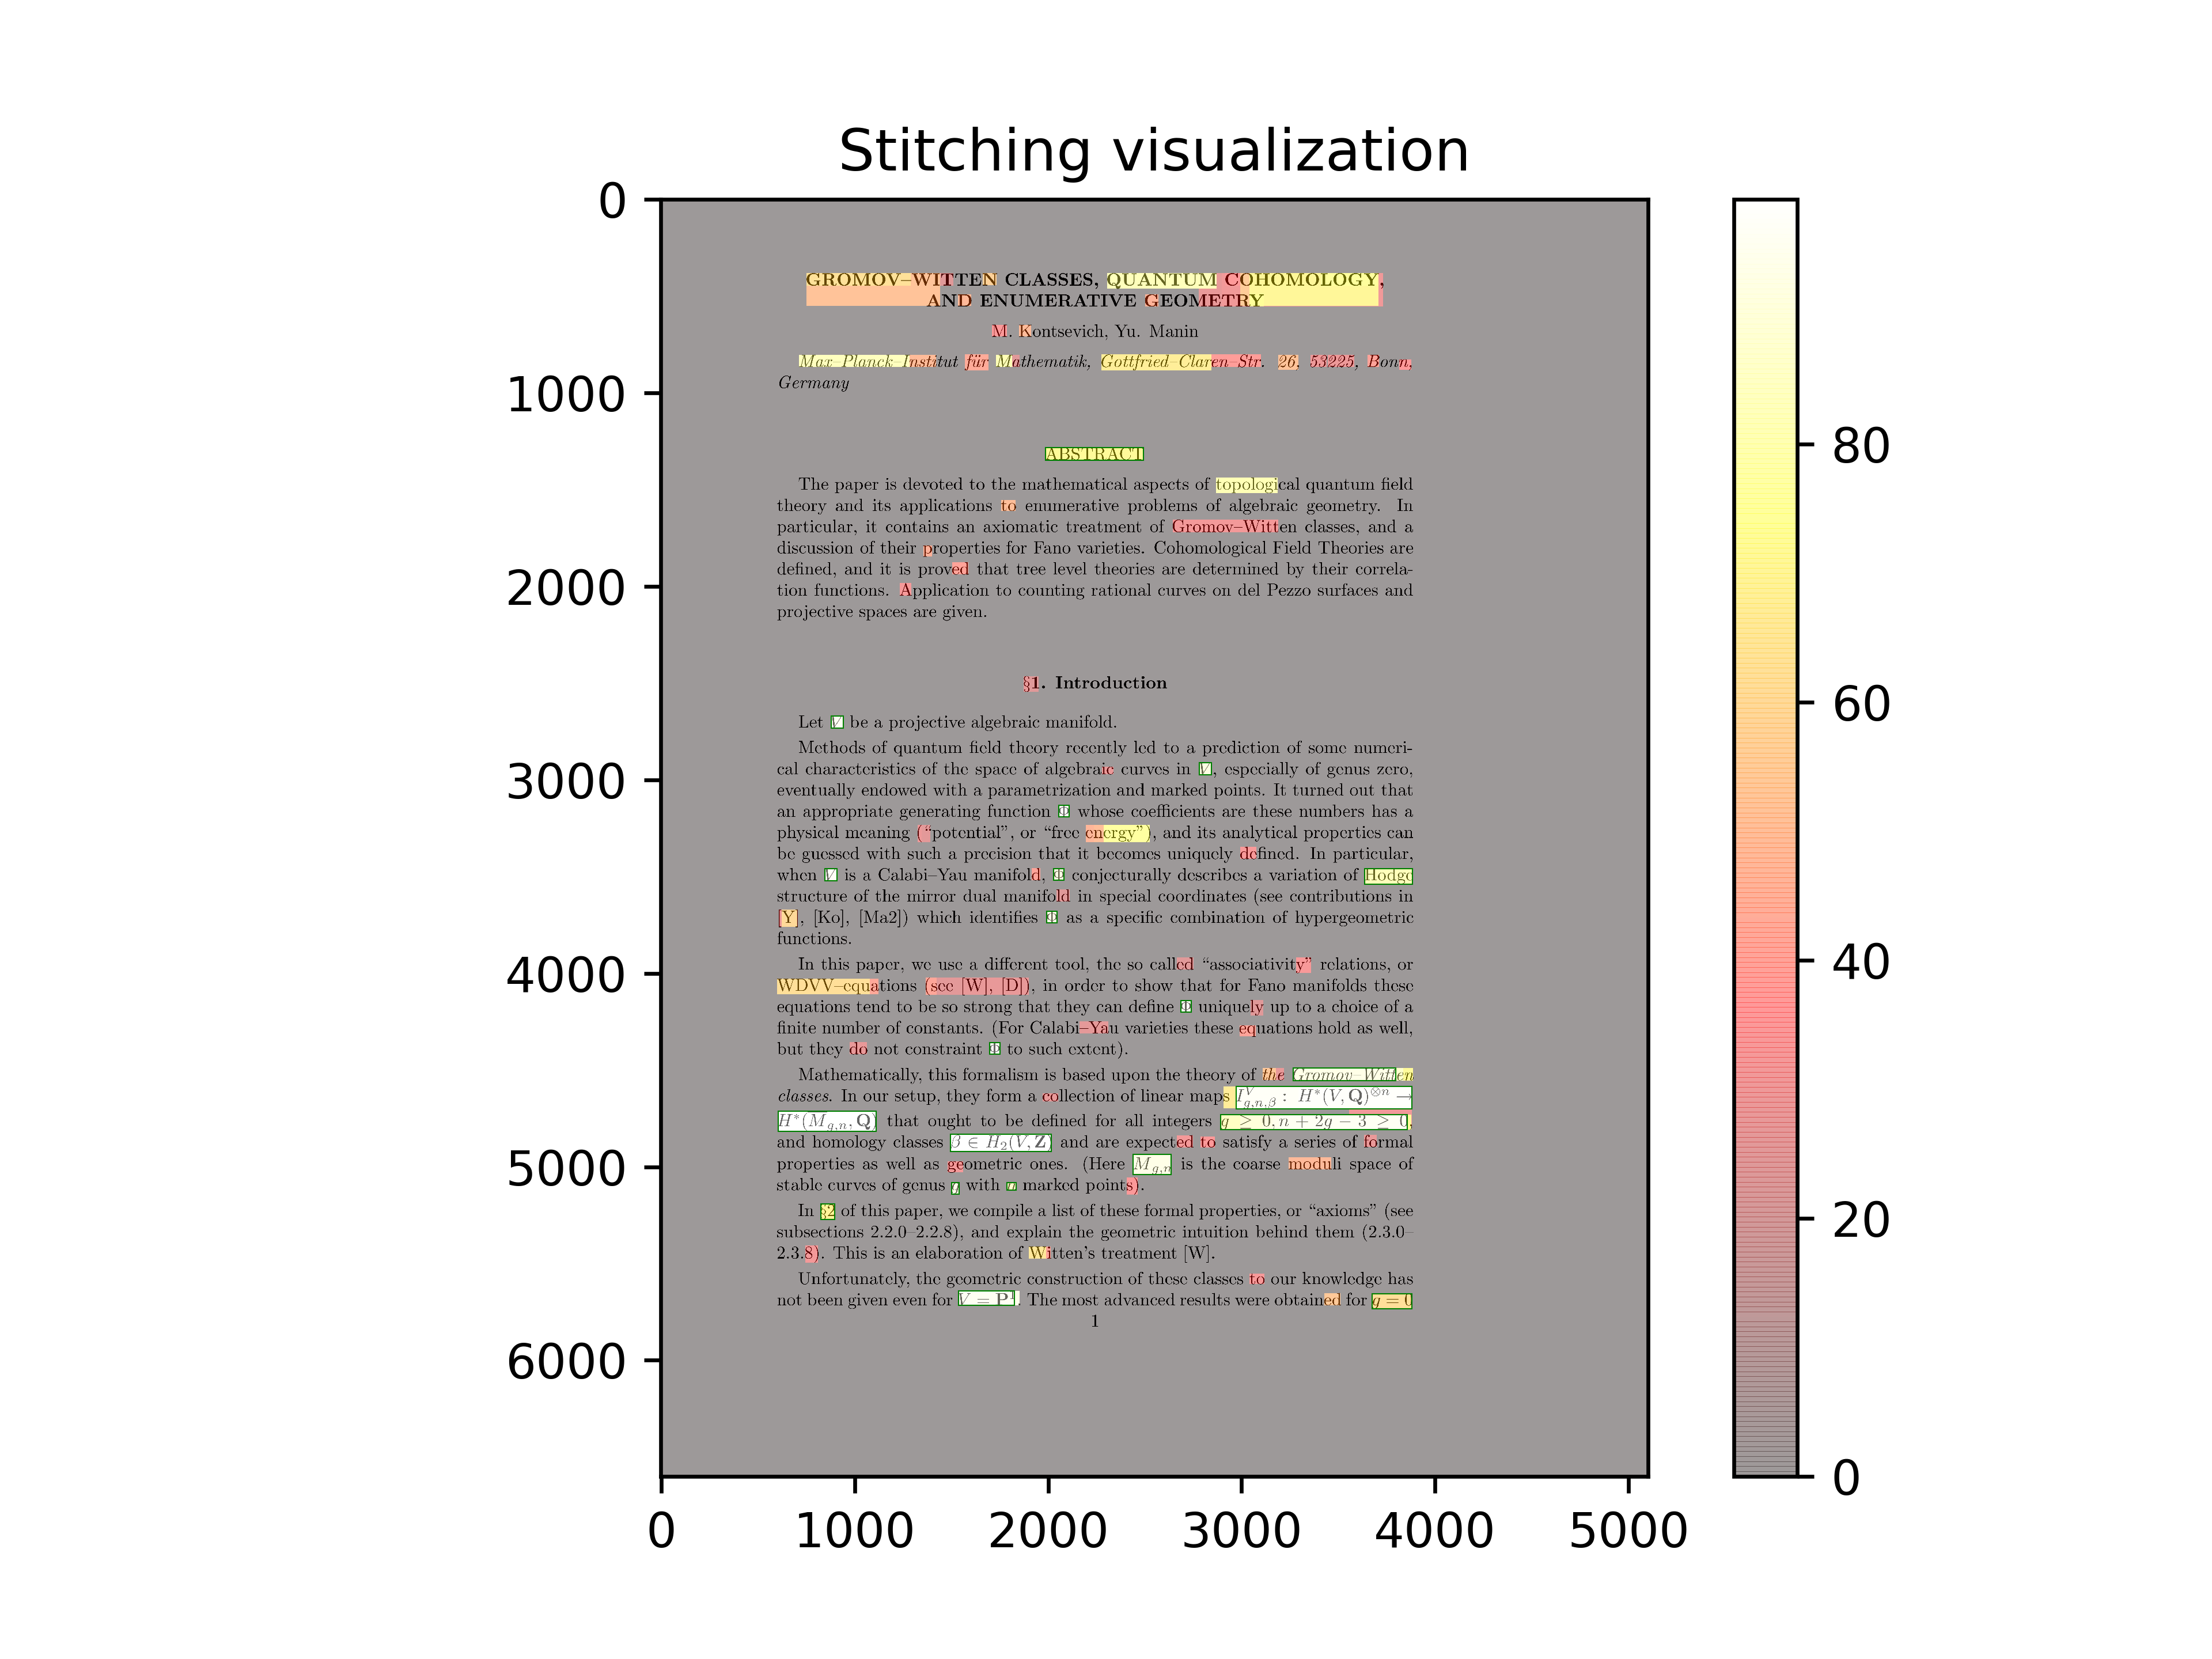 Stitching visualization
0
1000
2000
3000
4000
5000
6000
GROMOV–WITTEN CLASSES, QUANTUM COHOMOLOGY,
AND ENUMERATIVE GEOMETRY
M. Kontsevich, Yu. Manin
Max–Planck–Institut für Mathematik, Gottfried–Claren–Str. 26, 53225, Bonn,
Germany
ABSTRACT
The paper is devoted to the mathematical aspects of topological quantum field
theory and its applications to enumerative problems of algebraic geometry. In
particular, it contains an axiomatic treatment of Gromov–Witten classes, and a
discussion of their properties for Fano varieties. Cohomological Field Theories are
defined, and it is proved that tree level theories are determined by their correla-
tion functions. Application to counting rational curves on del Pezzo surfaces and
projective spaces are given.
§1. Introduction
Let V be a projective algebraic manifold.
Methods of quantum field theory recently led to a prediction of some numeri-
cal characteristics of the space of algebraic curves in V, especially of genus zero,
eventually endowed with a parametrization and marked points. It turned out that
an appropriate generating function Φ whose coefficients are these numbers has a
physical meaning (“potential”, or “free energy”), and its analytical properties can
be guessed with such a precision that it becomes uniquely defined. In particular,
when V is a Calabi–Yau manifold, Φ conjecturally describes a variation of Hodge
structure of the mirror dual manifold in special coordinates (see contributions in
[Y], [Ko], [Ma2]) which identifies Φ as a specific combination of hypergeometric
functions.
In this paper, we use a different tool, the so called “associativity” relations, or
WDVV–equations (see [W], [D]), in order to show that for Fano manifolds these
equations tend to be so strong that they can define Φ uniquely up to a choice of a
finite number of constants. (For Calabi–Yau varieties these equations hold as well,
but they do not constraint Φ to such extent).
Mathematically, this formalism is based upon the theory of the Gromov–Witten
classes. In our setup, they form a collection of linear maps I^V_{g,n,β} : H*(V, Q)^{⊗n} →
H*(M̅_{g,n}, Q) that ought to be defined for all integers g ≥ 0, n + 2g − 3 ≥ 0,
and homology classes β ∈ H₂(V, Z) and are expected to satisfy a series of formal
properties as well as geometric ones. (Here M̅_{g,n} is the coarse moduli space of
stable curves of genus g with n marked points).
In §2 of this paper, we compile a list of these formal properties, or “axioms” (see
subsections 2.2.0–2.2.8), and explain the geometric intuition behind them (2.3.0–
2.3.8). This is an elaboration of Witten’s treatment [W].
Unfortunately, the geometric construction of these classes to our knowledge has
not been given even for V = P¹. The most advanced results were obtained for g = 0
1
0
1000
2000
3000
4000
5000
80
60
40
20
0